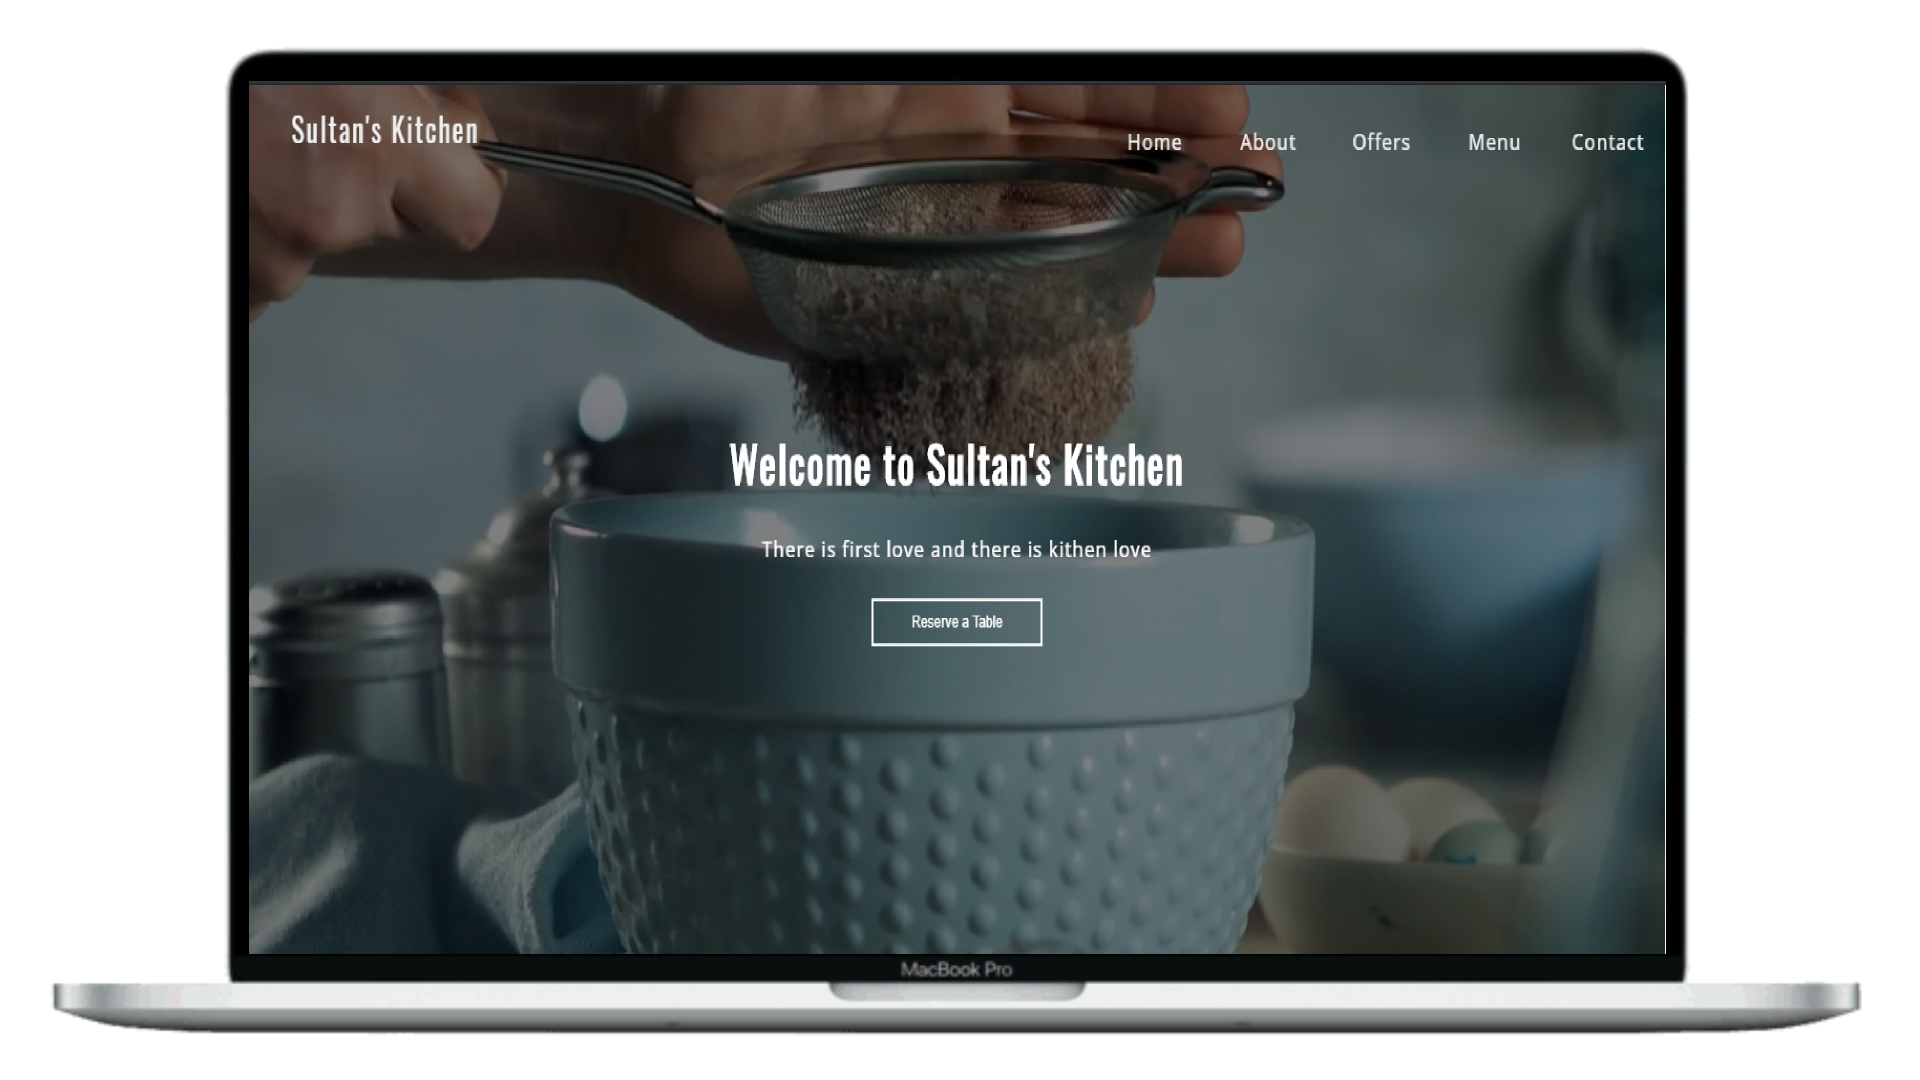 Sultan's Kitchen
Home About Offers Menu Contact
Welcome to Sultan's Kitchen
There is first love and there is kithen love
Reserve a Table
MacBook Pro